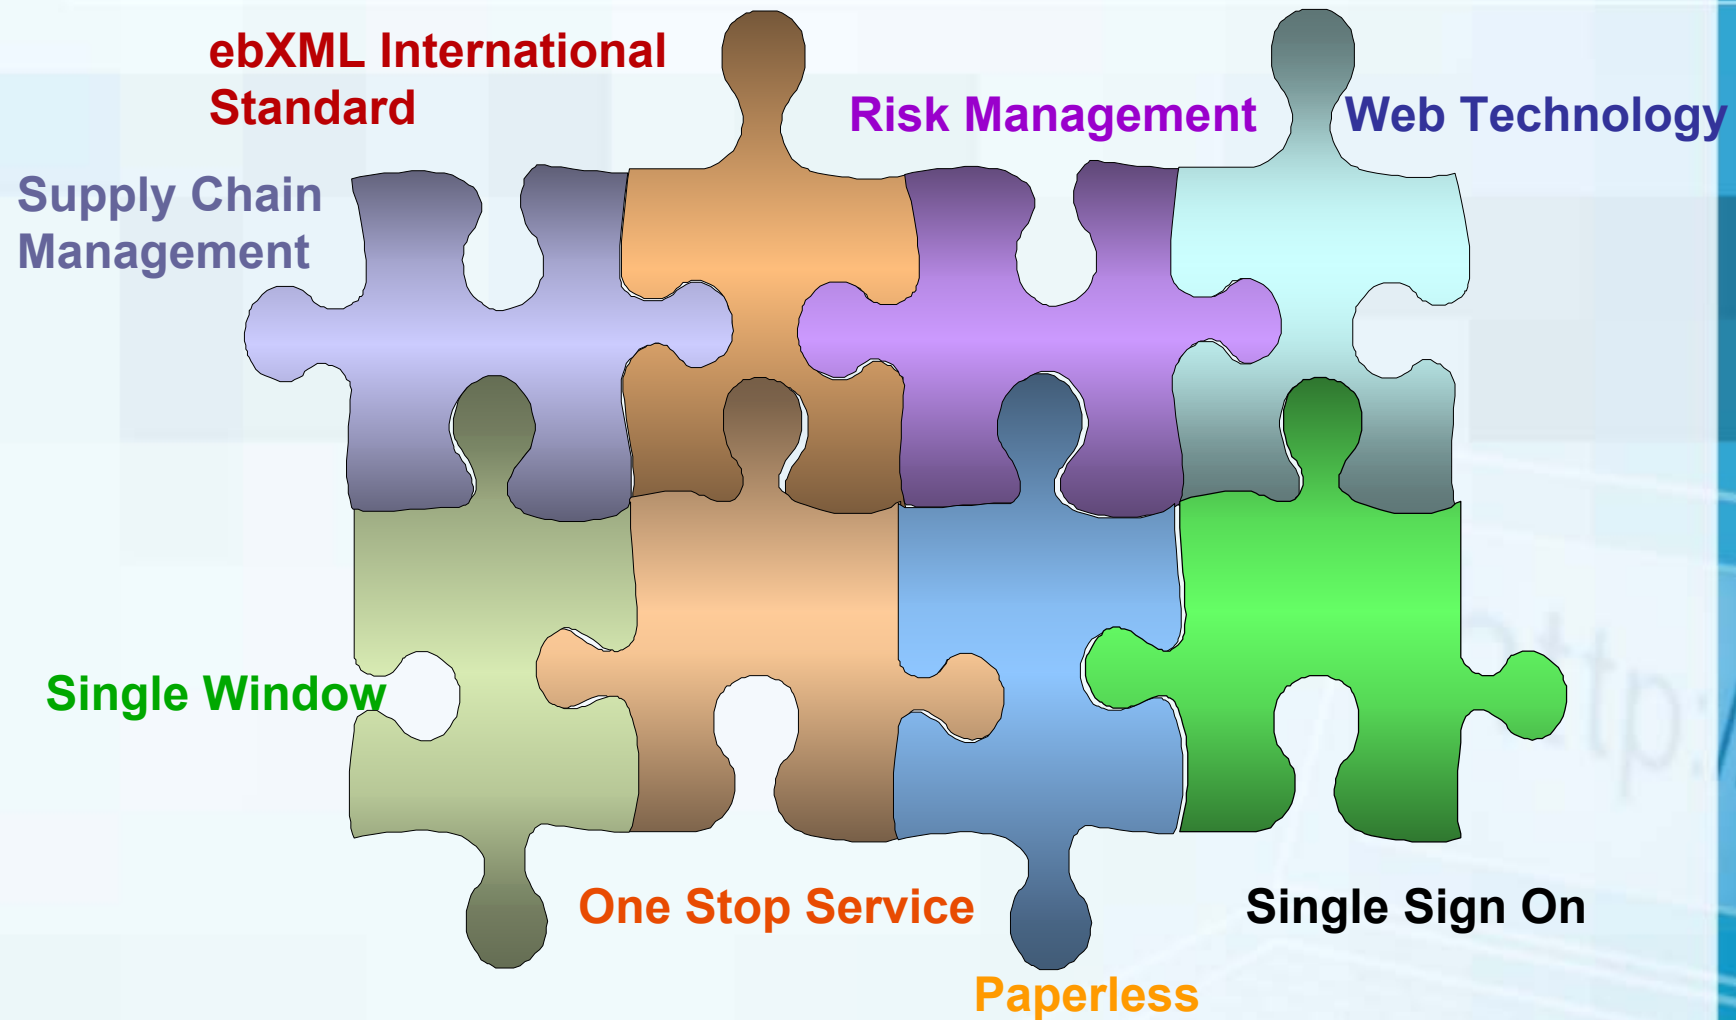 ebXML International
Standard
Risk Management
Web Technology
Supply Chain
Management
Single Window
One Stop Service
Single Sign On
Paperless
ttp:/